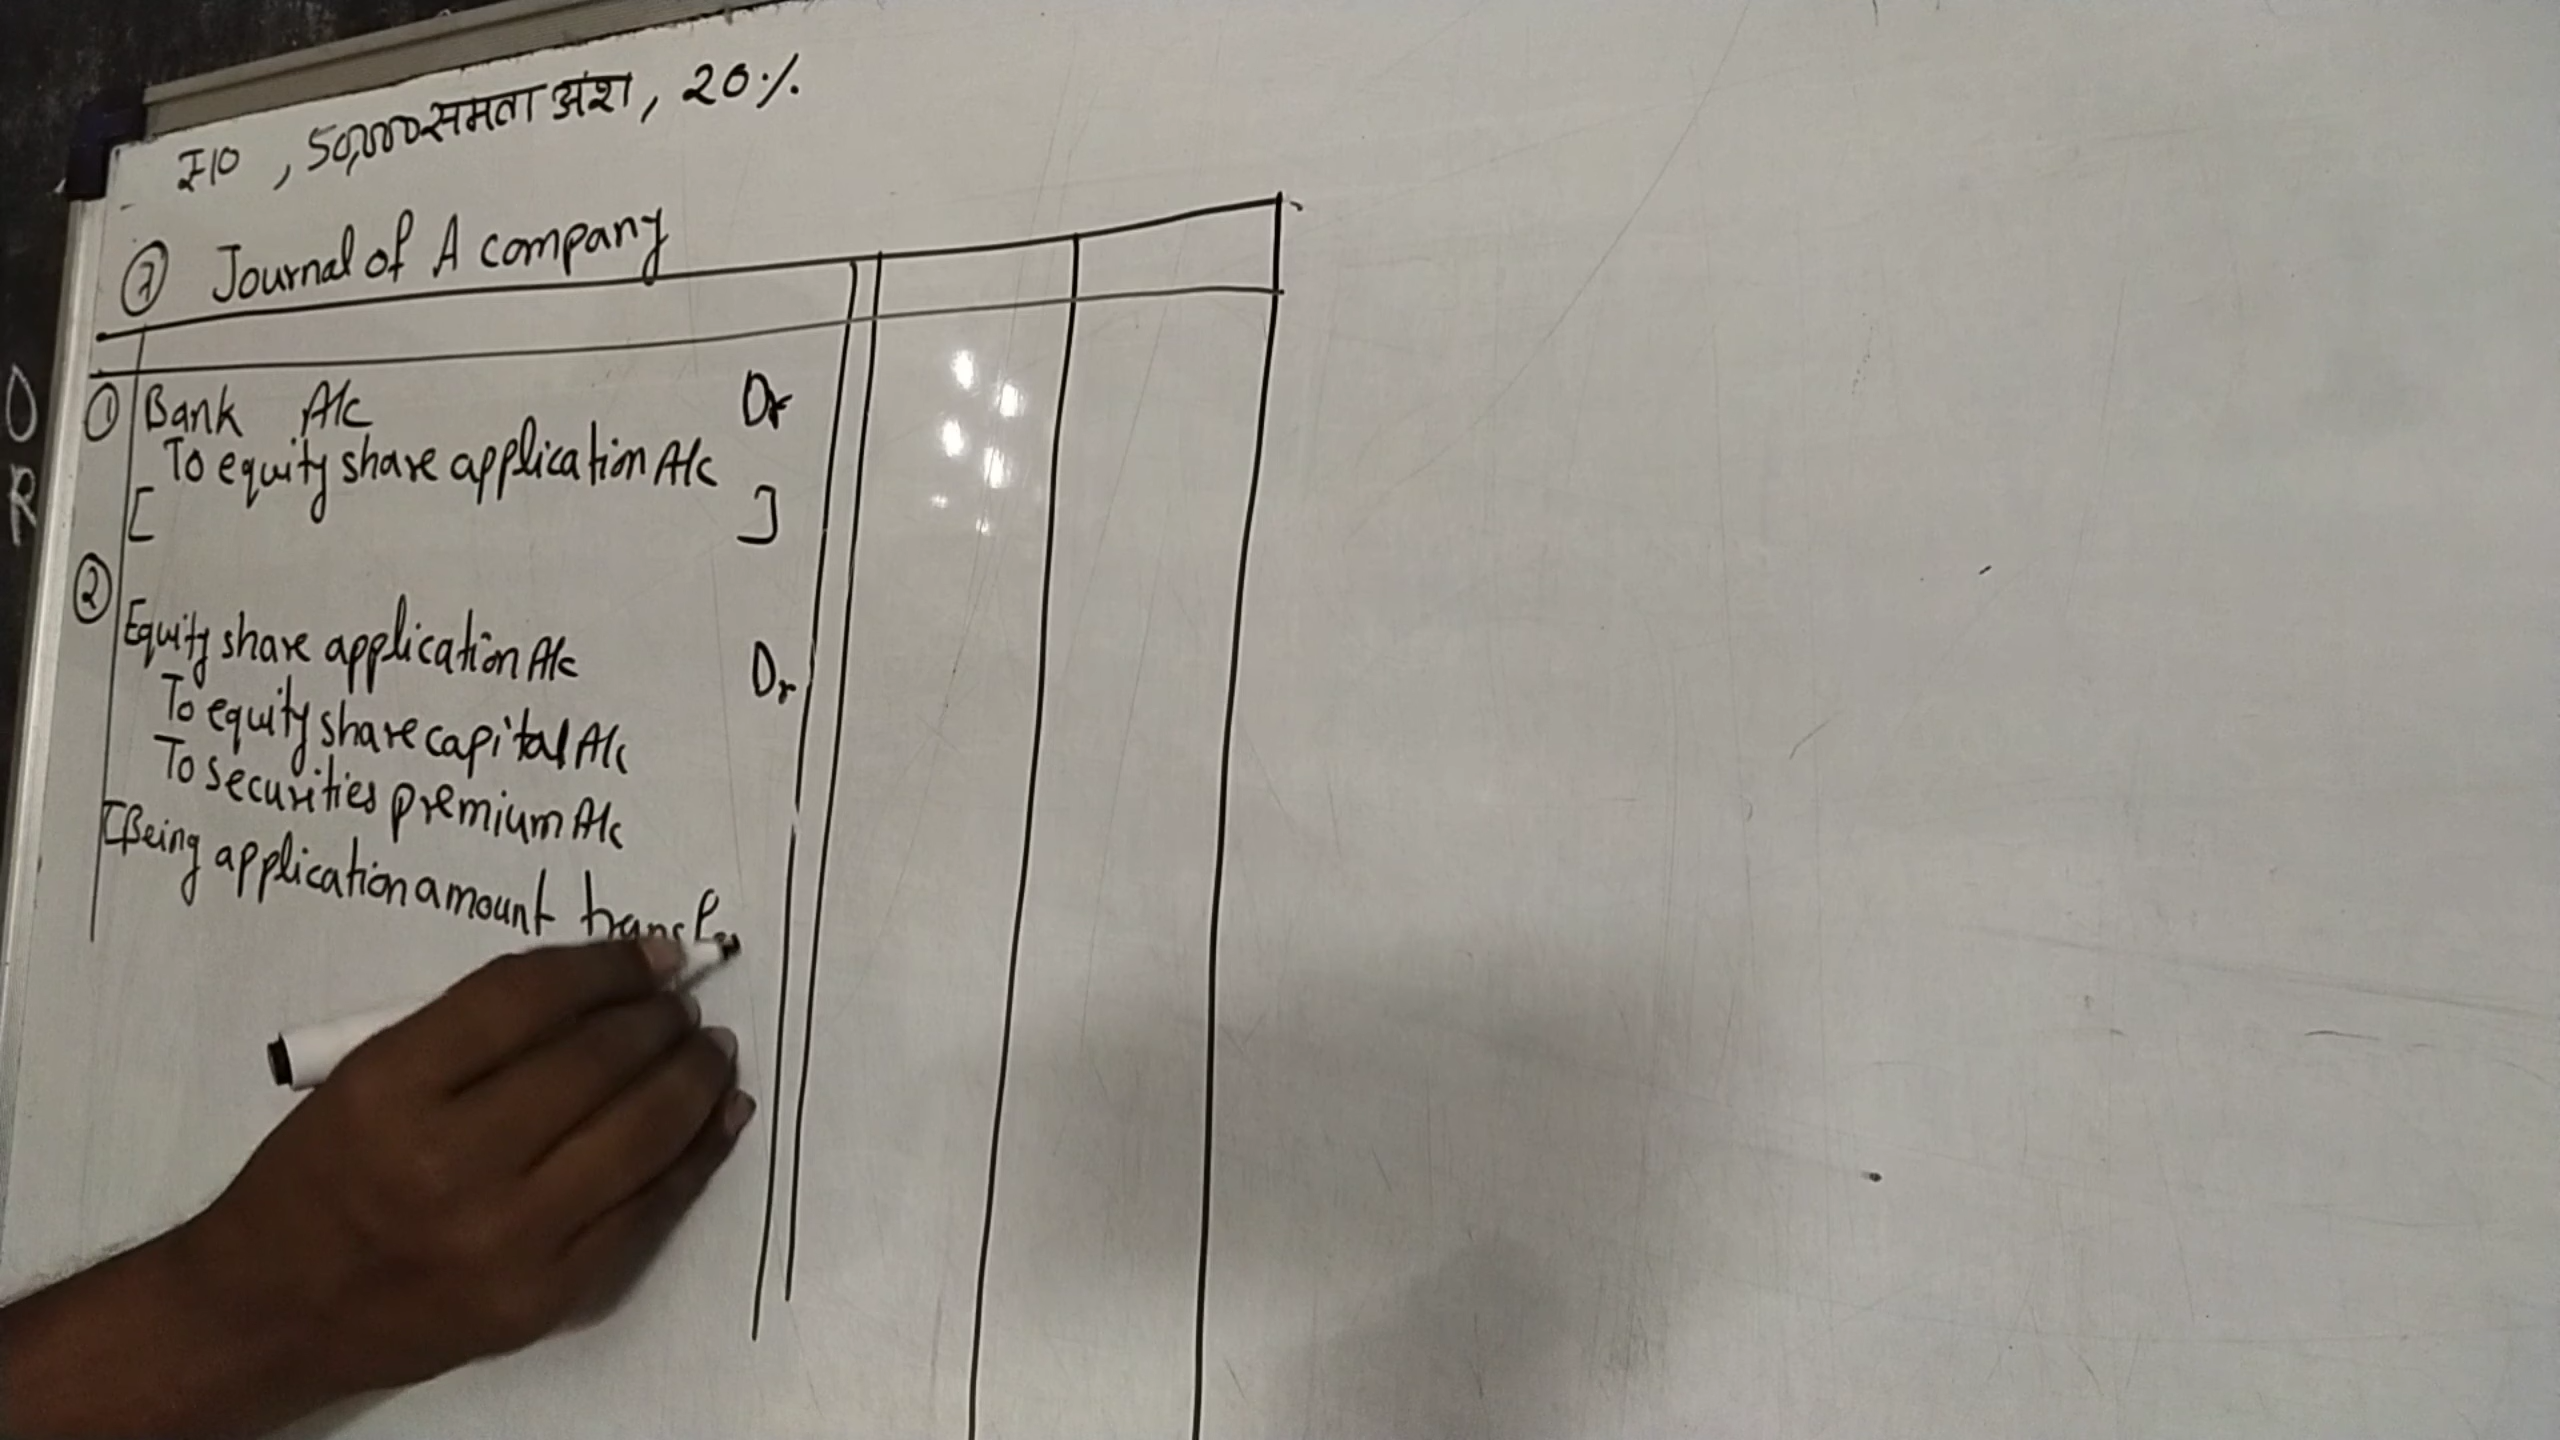 ₹10, 50,000 समता अंश, 20%
⑦ Journal of A company
① Bank A/c Dr
To equity share application A/c
[ ]
② Equity share application A/c Dr
To equity share capital A/c
To securities premium A/c
[Being application amount transfe
O
R